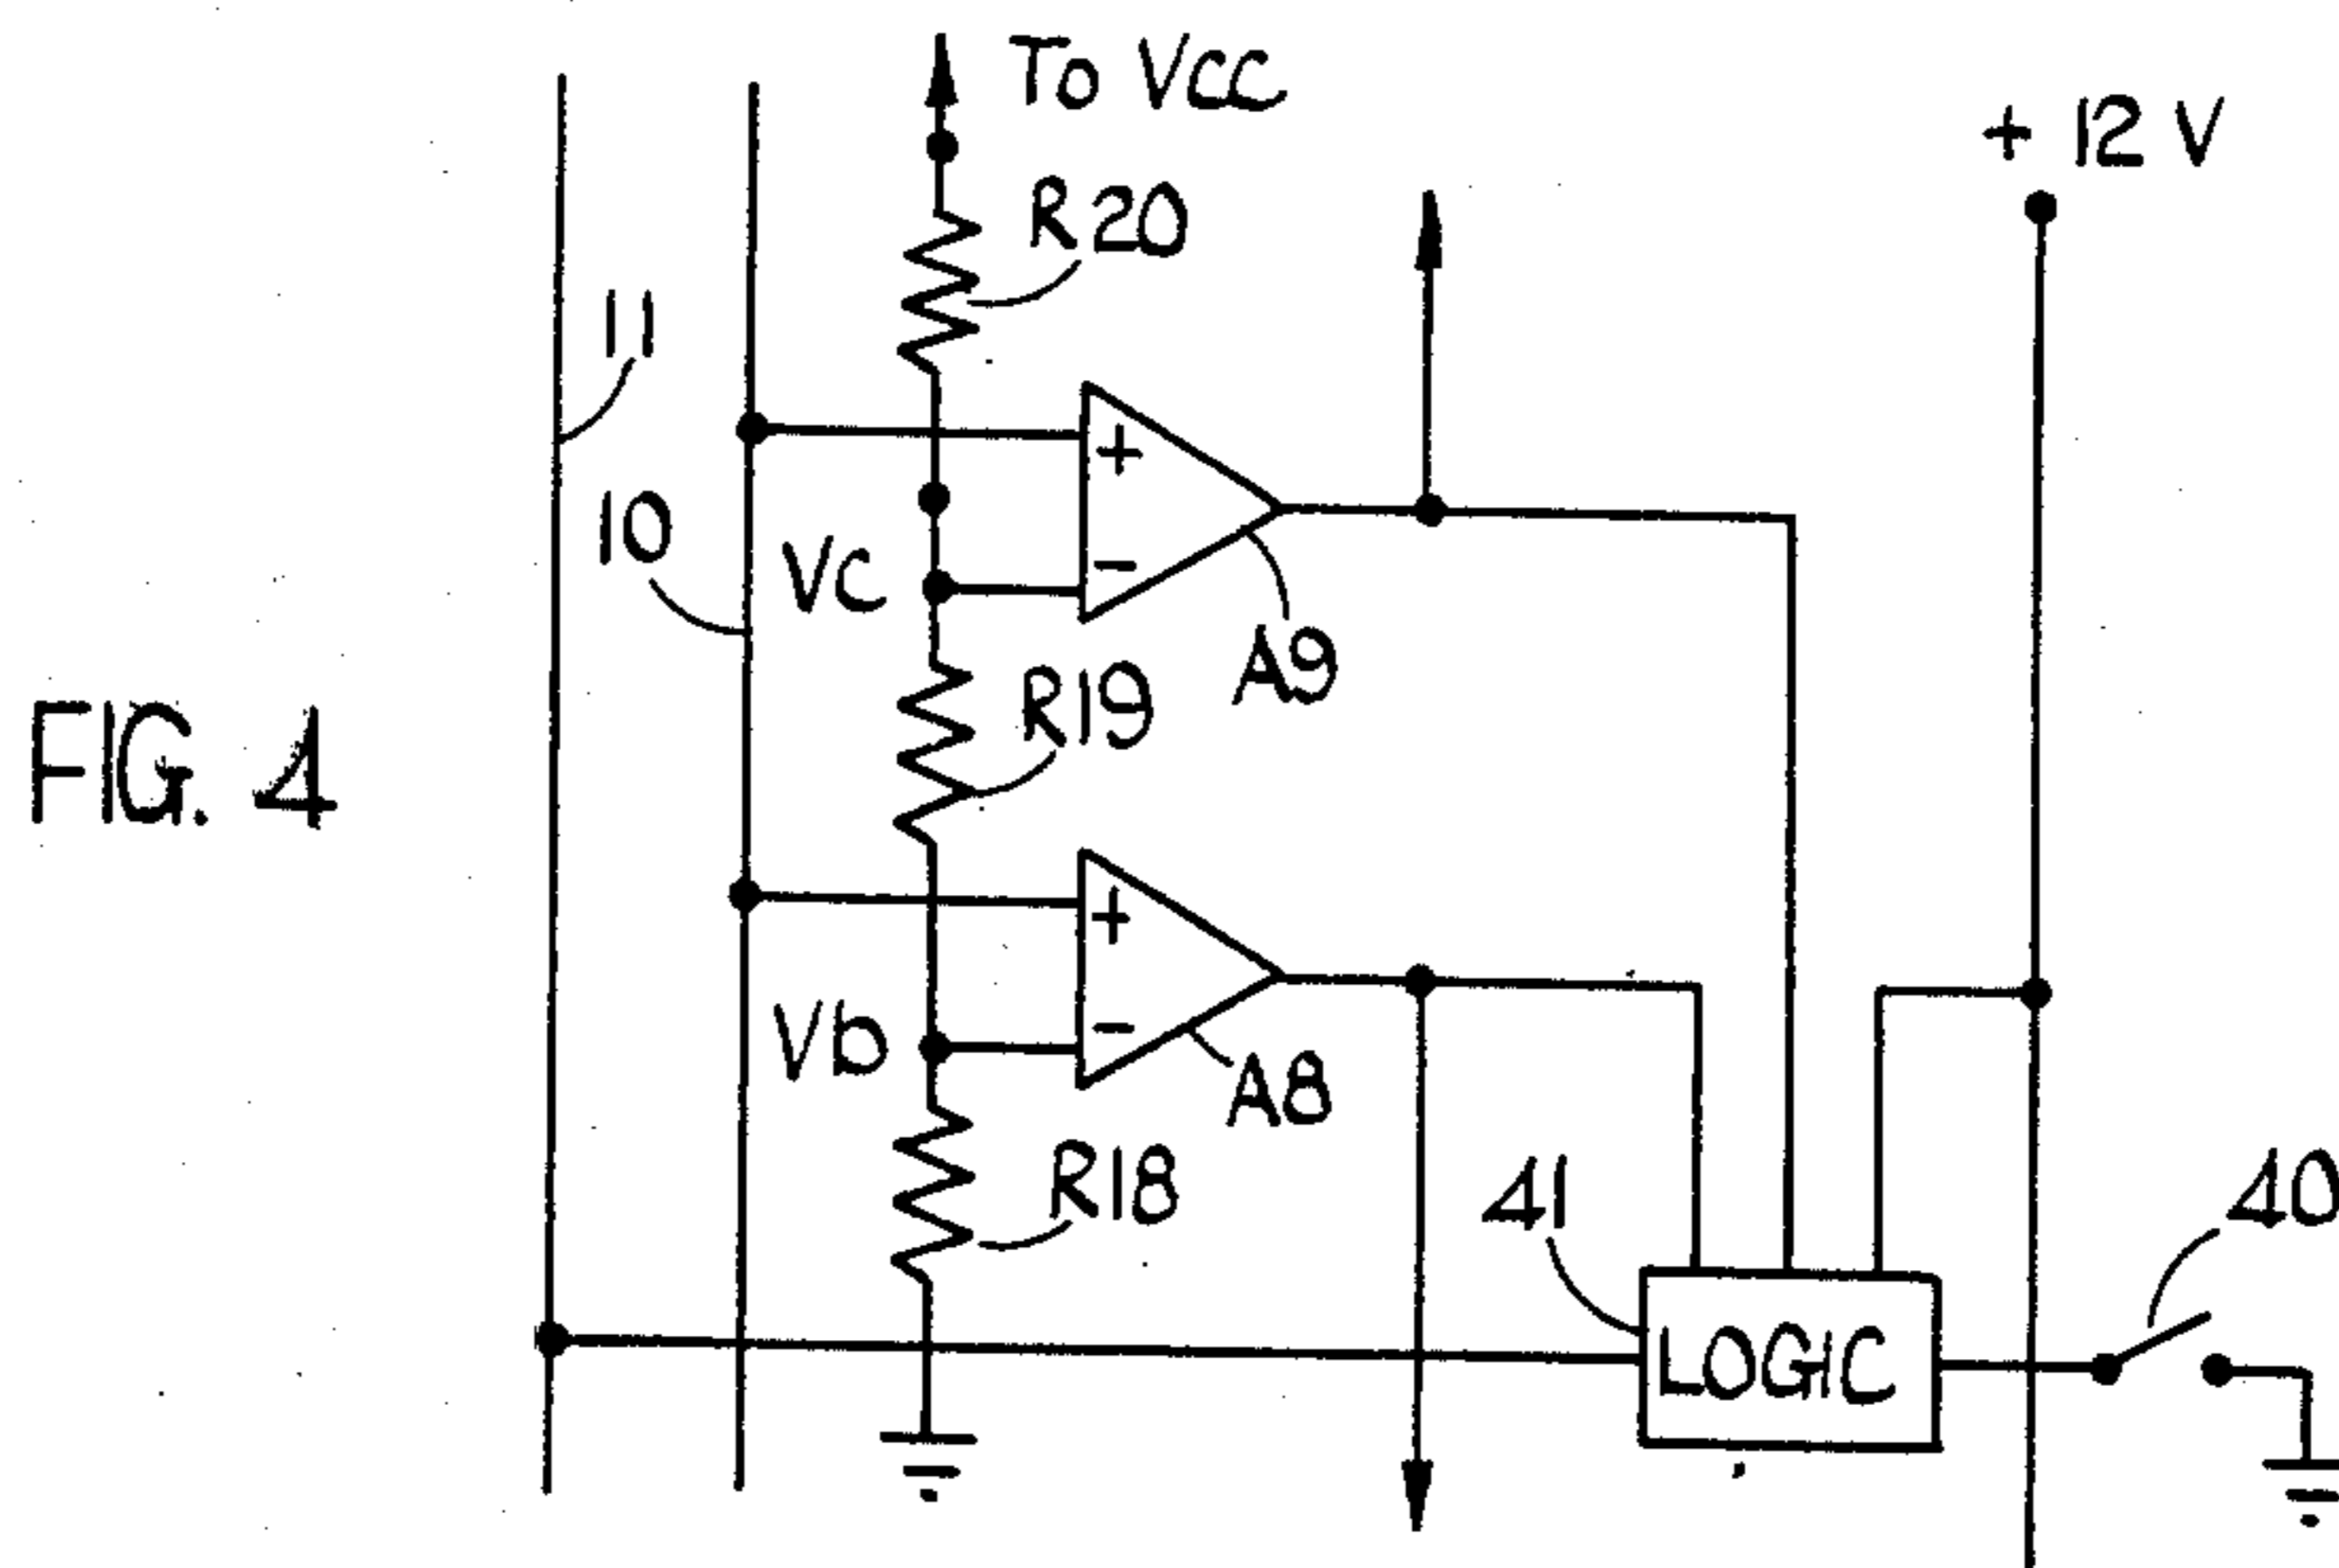 To VCC
+ 12 V
R20
11
+
10
VC
-
A9
R19
FIG. 4
+
Vb
-
A8
R18
41
40
LOGIC